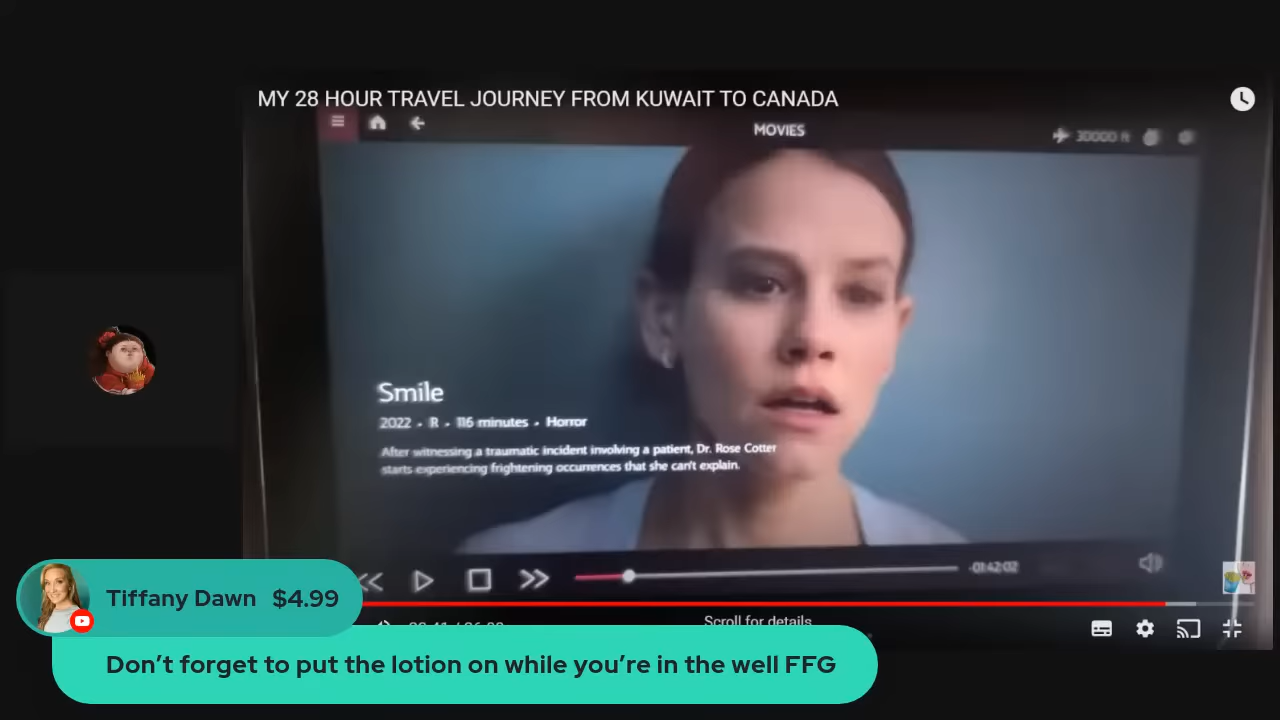 MY 28 HOUR TRAVEL JOURNEY FROM KUWAIT TO CANADA
MOVIES
30000 ft
Smile
2022 • R • 116 minutes • Horror
After witnessing a traumatic incident involving a patient, Dr. Rose Cotter
starts experiencing frightening occurrences that she can't explain.
-01:42:02
Scroll for details
Tiffany Dawn $4.99
Don't forget to put the lotion on while you're in the well FFG